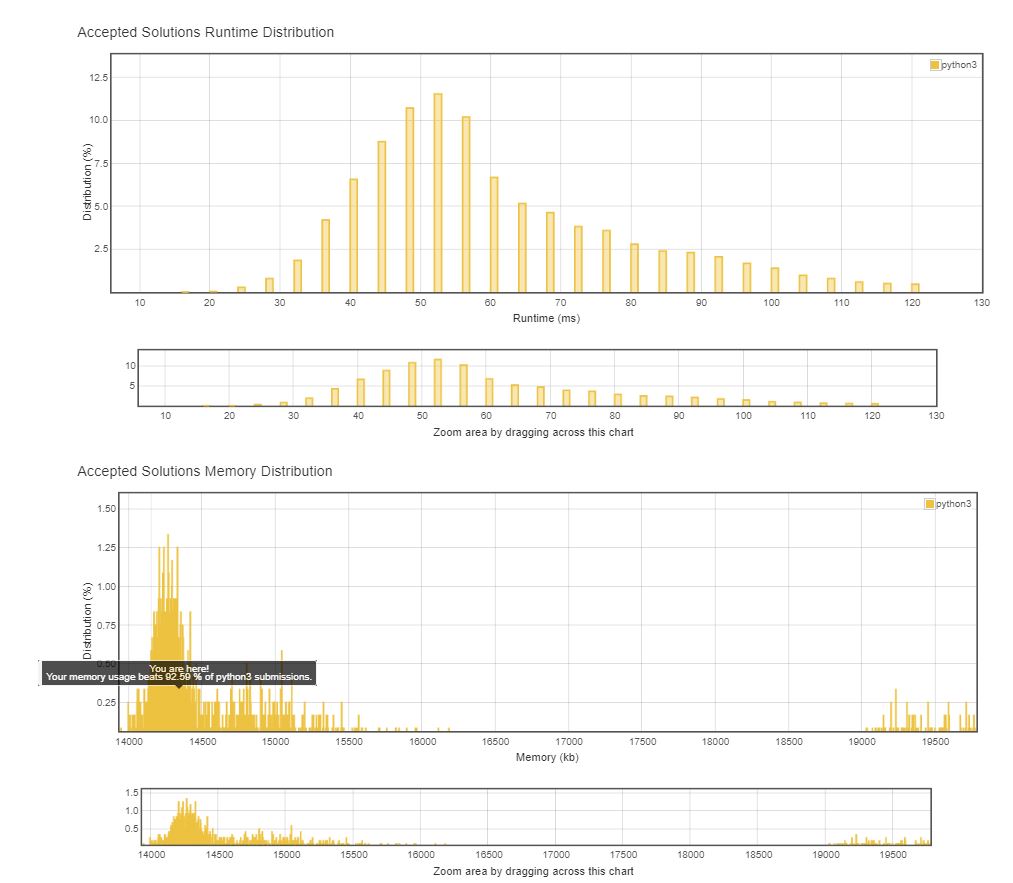 Accepted Solutions Runtime Distribution
python3
12.5
10.0
7.5
5.0
2.5
Distribution (%)
10 20 30 40 50 60 70 80 90 100 110 120 130
Runtime (ms)
10
5
10 20 30 40 50 60 70 80 90 100 110 120 130
Zoom area by dragging across this chart
Accepted Solutions Memory Distribution
python3
1.50
1.25
1.00
0.75
0.50
0.25
Distribution (%)
You are here!
Your memory usage beats 92.59 % of python3 submissions.
14000 14500 15000 15500 16000 16500 17000 17500 18000 18500 19000 19500
Memory (kb)
1.5
1.0
0.5
14000 14500 15000 15500 16000 16500 17000 17500 18000 18500 19000 19500
Zoom area by dragging across this chart